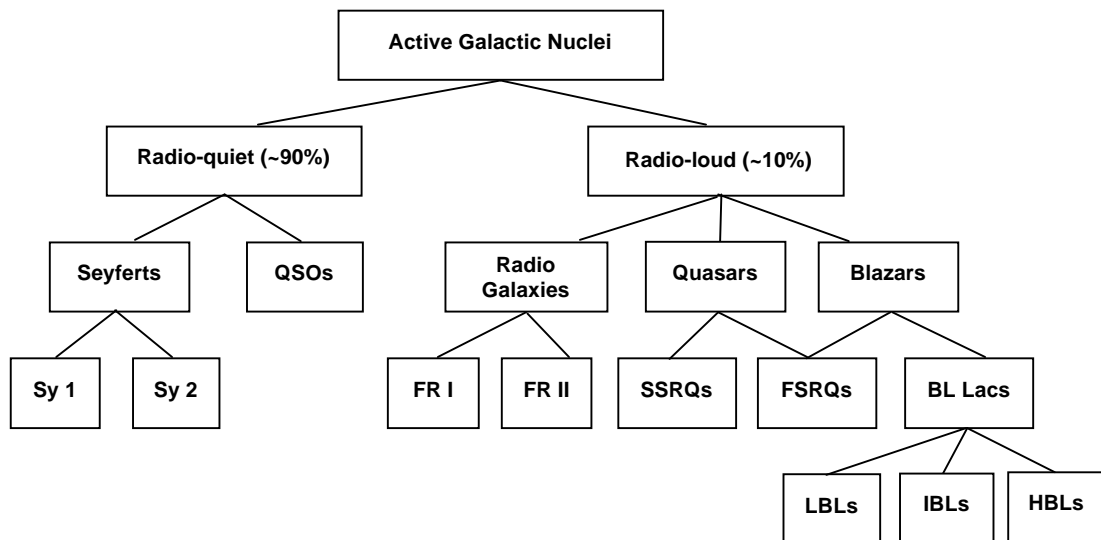 Active Galactic Nuclei
Radio-quiet (~90%)
Radio-loud (~10%)
Seyferts
QSOs
Radio
Galaxies
Quasars
Blazars
Sy 1
Sy 2
FR I
FR II
SSRQs
FSRQs
BL Lacs
LBLs
IBLs
HBLs